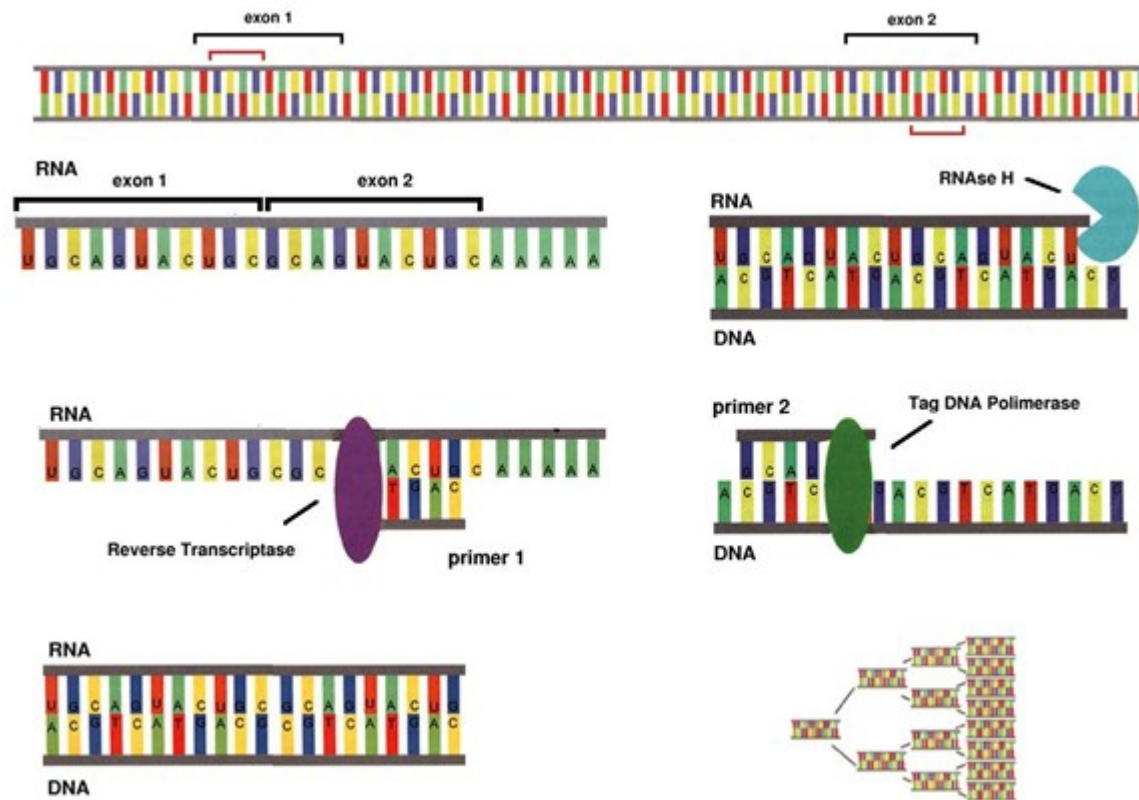 exon 1
exon 2
RNA
exon 1 exon 2
U G C A G U A C U G C G C A G U A C U G C A A A A A
RNAse H
RNA
U G C A G U A C U G C A G U A C U
A C G T C A T G A C G T C A T G A C G
DNA
RNA
U G C A G U A C U G C G C A C U G C A A A A A
T G A C
Reverse Transcriptase
primer 1
primer 2
Tag DNA Polimerase
G C A G
A C G T C G A C G T C A T G A C G
DNA
RNA
U G C A G U A C U G C G C A G U A C U G
A C G T C A T G A C G C G T C A T G A C
DNA